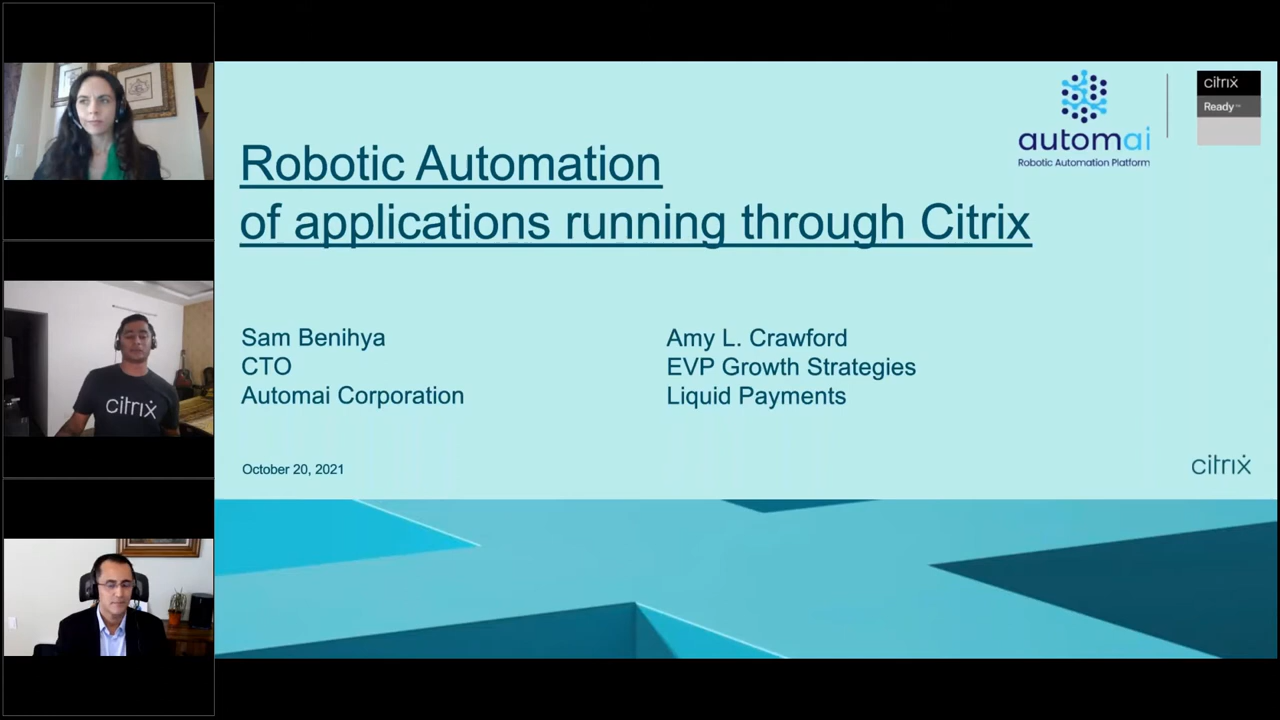 automai
Robotic Automation Platform
citrix
Ready™
Robotic Automation
of applications running through Citrix
Sam Benihya
CTO
Automai Corporation
Amy L. Crawford
EVP Growth Strategies
Liquid Payments
October 20, 2021
citrix
citrix